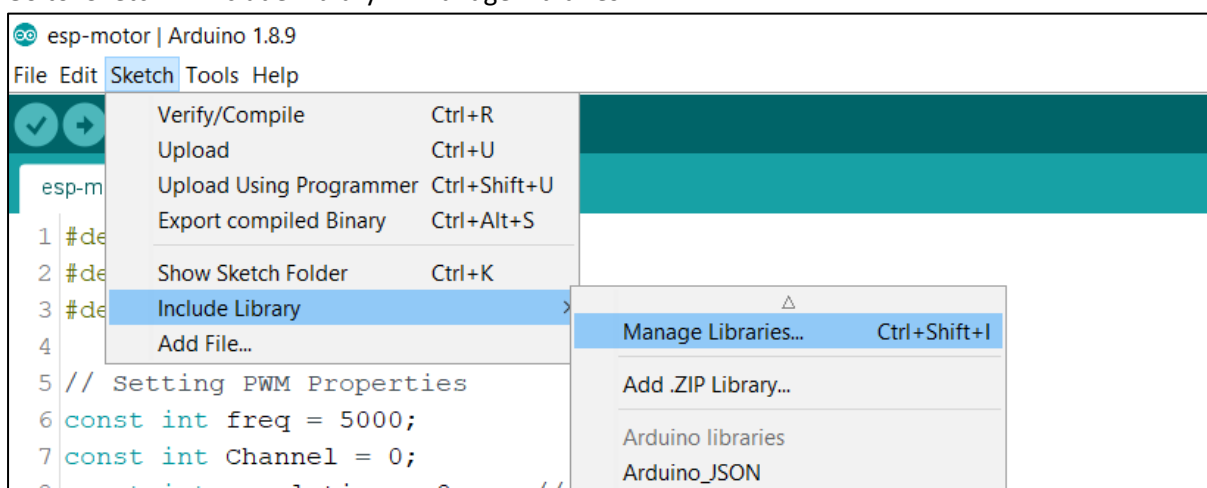 esp-motor | Arduino 1.8.9
File Edit Sketch Tools Help
Verify/Compile Ctrl+R
Upload Ctrl+U
Upload Using Programmer Ctrl+Shift+U
Export compiled Binary Ctrl+Alt+S
Show Sketch Folder Ctrl+K
Include Library
Add File...
Manage Libraries... Ctrl+Shift+I
Add .ZIP Library...
Arduino libraries
Arduino_JSON
esp-m
1 #de
2 #de
3 #de
4
5 // Setting PWM Properties
6 const int freq = 5000;
7 const int Channel = 0;